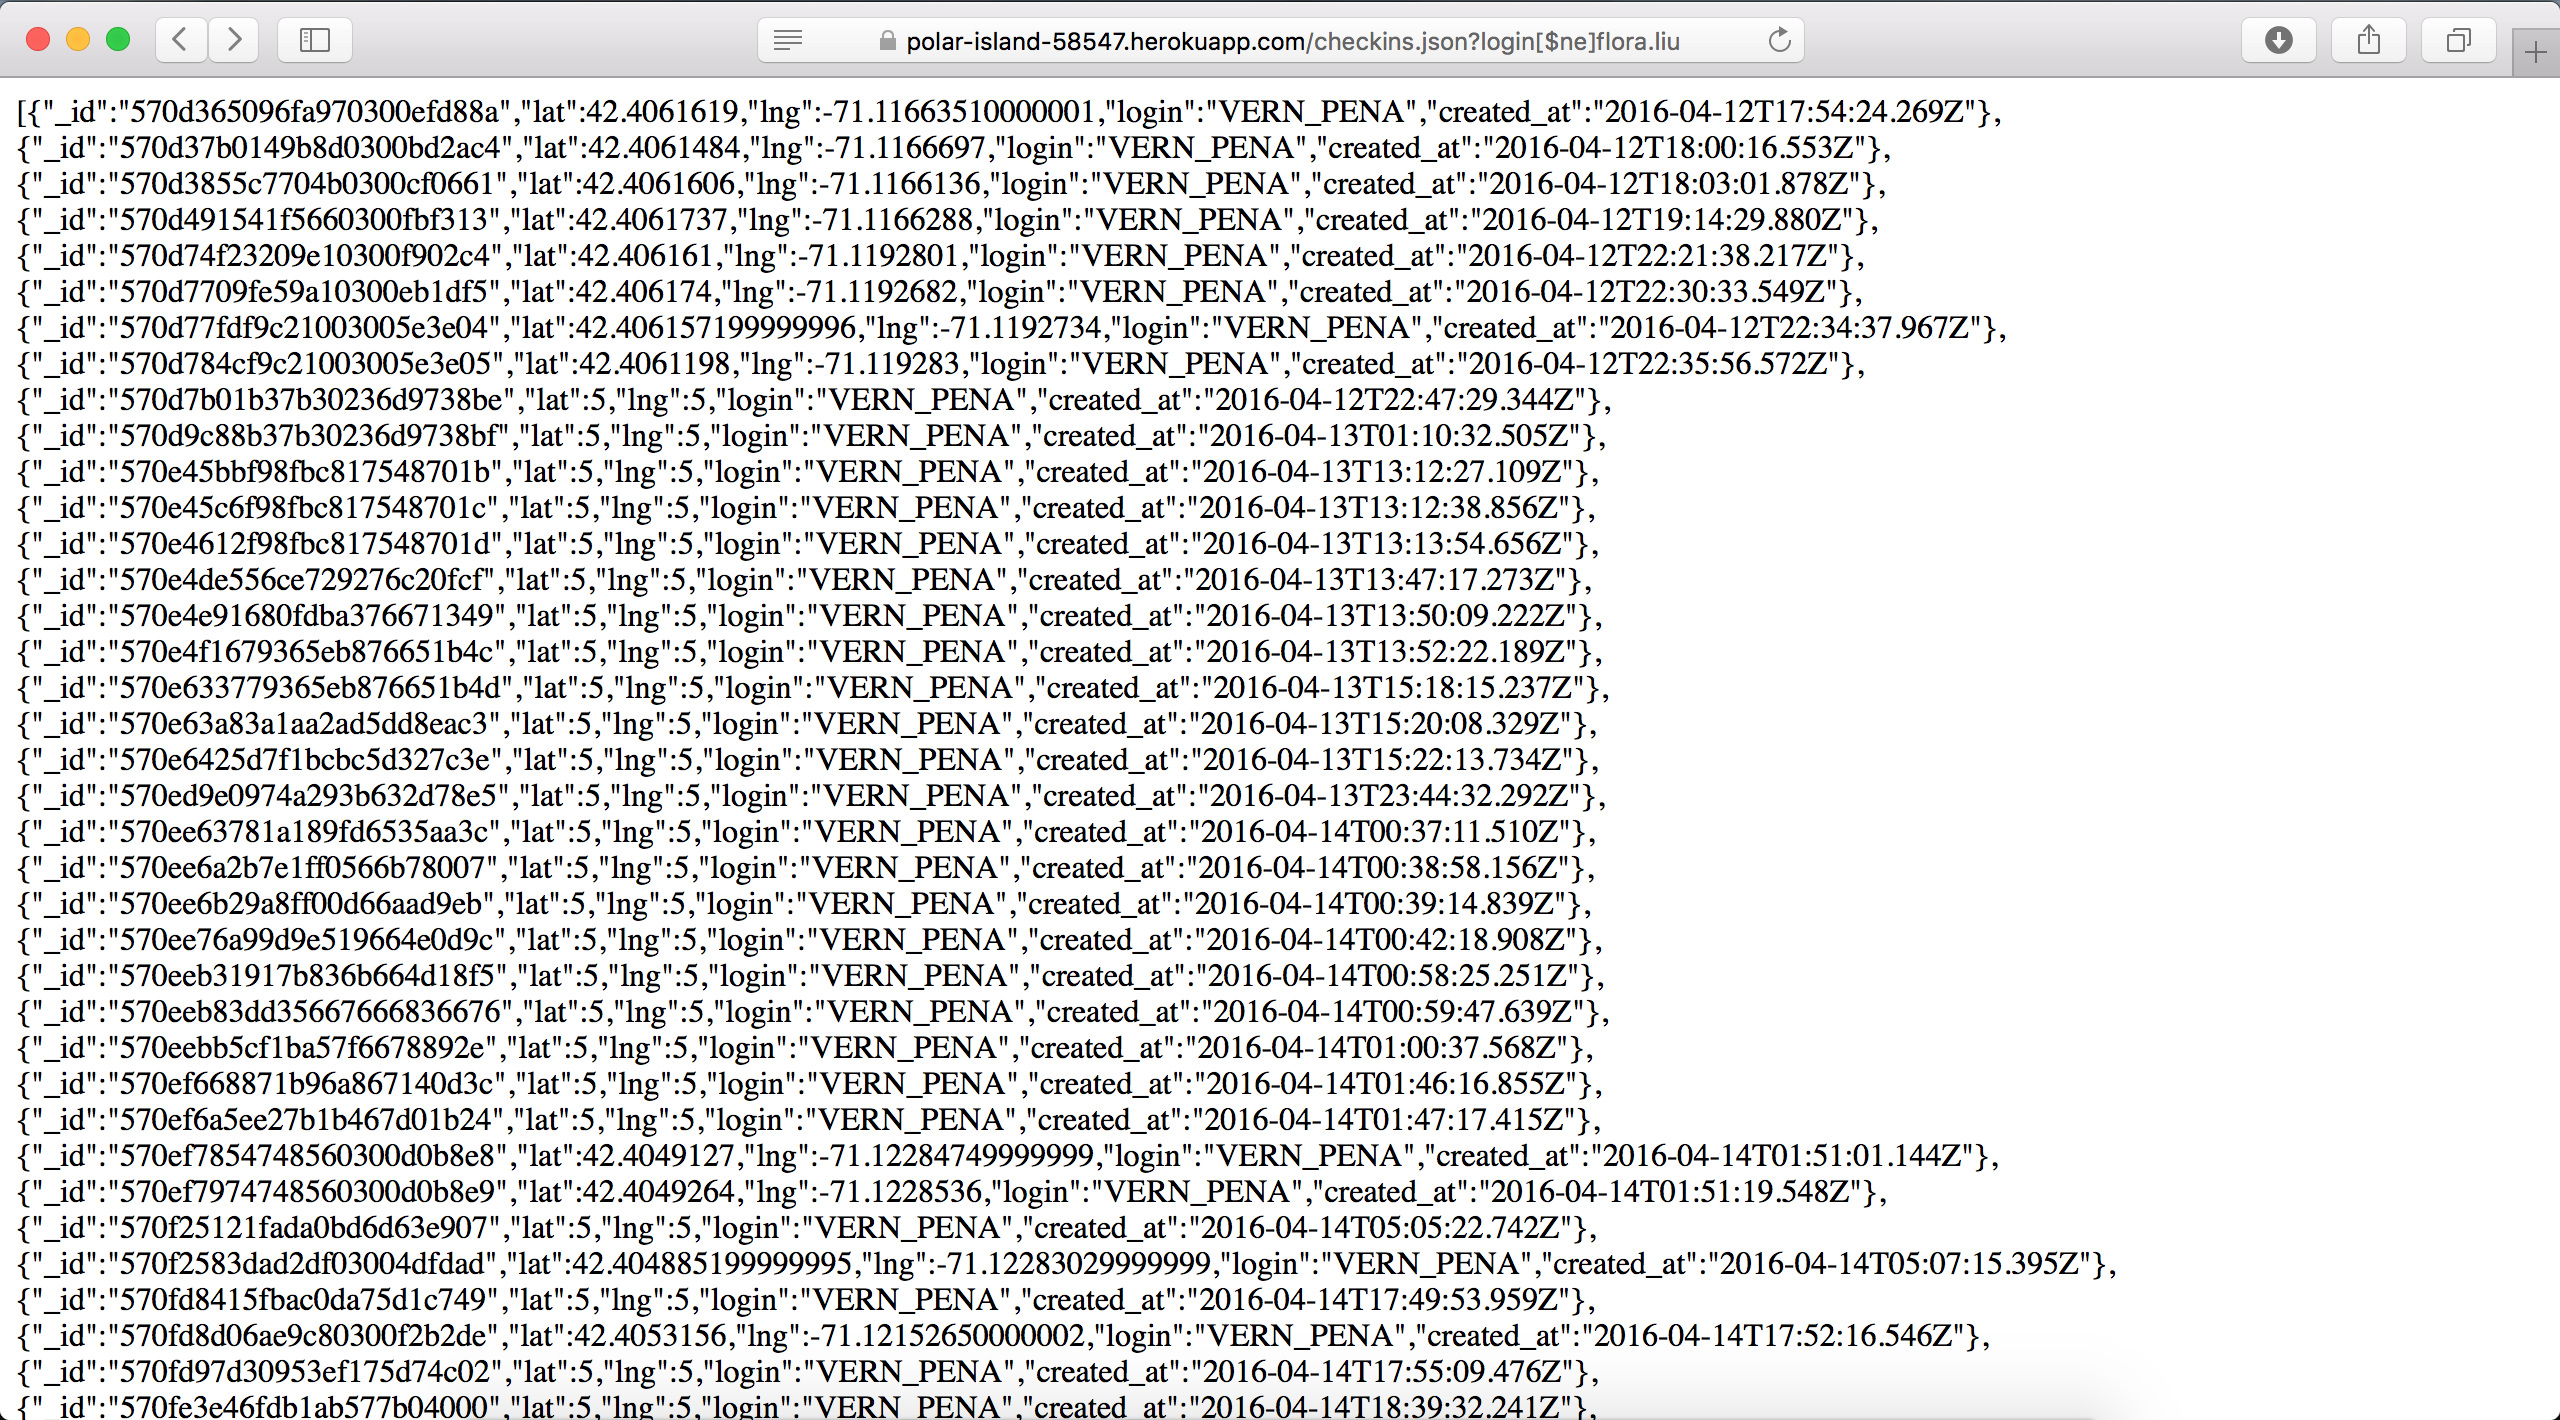 polar-island-58547.herokuapp.com/checkins.json?login[$ne]flora.liu
[{"_id":"570d365096fa970300efd88a","lat":42.4061619,"lng":-71.11663510000001,"login":"VERN_PENA","created_at":"2016-04-12T17:54:24.269Z"},
{"_id":"570d37b0149b8d0300bd2ac4","lat":42.4061484,"lng":-71.1166697,"login":"VERN_PENA","created_at":"2016-04-12T18:00:16.553Z"},
{"_id":"570d3855c7704b0300cf0661","lat":42.4061606,"lng":-71.1166136,"login":"VERN_PENA","created_at":"2016-04-12T18:03:01.878Z"},
{"_id":"570d491541f5660300fbf313","lat":42.4061737,"lng":-71.1166288,"login":"VERN_PENA","created_at":"2016-04-12T19:14:29.880Z"},
{"_id":"570d74f23209e10300f902c4","lat":42.406161,"lng":-71.1192801,"login":"VERN_PENA","created_at":"2016-04-12T22:21:38.217Z"},
{"_id":"570d7709fe59a10300eb1df5","lat":42.406174,"lng":-71.1192682,"login":"VERN_PENA","created_at":"2016-04-12T22:30:33.549Z"},
{"_id":"570d77fdf9c21003005e3e04","lat":42.406157199999996,"lng":-71.1192734,"login":"VERN_PENA","created_at":"2016-04-12T22:34:37.967Z"},
{"_id":"570d784cf9c21003005e3e05","lat":42.4061198,"lng":-71.119283,"login":"VERN_PENA","created_at":"2016-04-12T22:35:56.572Z"},
{"_id":"570d7b01b37b30236d9738be","lat":5,"lng":5,"login":"VERN_PENA","created_at":"2016-04-12T22:47:29.344Z"},
{"_id":"570d9c88b37b30236d9738bf","lat":5,"lng":5,"login":"VERN_PENA","created_at":"2016-04-13T01:10:32.505Z"},
{"_id":"570e45bbf98fbc817548701b","lat":5,"lng":5,"login":"VERN_PENA","created_at":"2016-04-13T13:12:27.109Z"},
{"_id":"570e45c6f98fbc817548701c","lat":5,"lng":5,"login":"VERN_PENA","created_at":"2016-04-13T13:12:38.856Z"},
{"_id":"570e4612f98fbc817548701d","lat":5,"lng":5,"login":"VERN_PENA","created_at":"2016-04-13T13:13:54.656Z"},
{"_id":"570e4de556ce729276c20fcf","lat":5,"lng":5,"login":"VERN_PENA","created_at":"2016-04-13T13:47:17.273Z"},
{"_id":"570e4e91680fdba376671349","lat":5,"lng":5,"login":"VERN_PENA","created_at":"2016-04-13T13:50:09.222Z"},
{"_id":"570e4f1679365eb876651b4c","lat":5,"lng":5,"login":"VERN_PENA","created_at":"2016-04-13T13:52:22.189Z"},
{"_id":"570e633779365eb876651b4d","lat":5,"lng":5,"login":"VERN_PENA","created_at":"2016-04-13T15:18:15.237Z"},
{"_id":"570e63a83a1aa2ad5dd8eac3","lat":5,"lng":5,"login":"VERN_PENA","created_at":"2016-04-13T15:20:08.329Z"},
{"_id":"570e6425d7f1bcbc5d327c3e","lat":5,"lng":5,"login":"VERN_PENA","created_at":"2016-04-13T15:22:13.734Z"},
{"_id":"570ed9e0974a293b632d78e5","lat":5,"lng":5,"login":"VERN_PENA","created_at":"2016-04-13T23:44:32.292Z"},
{"_id":"570ee63781a189fd6535aa3c","lat":5,"lng":5,"login":"VERN_PENA","created_at":"2016-04-14T00:37:11.510Z"},
{"_id":"570ee6a2b7e1ff0566b78007","lat":5,"lng":5,"login":"VERN_PENA","created_at":"2016-04-14T00:38:58.156Z"},
{"_id":"570ee6b29a8ff00d66aad9eb","lat":5,"lng":5,"login":"VERN_PENA","created_at":"2016-04-14T00:39:14.839Z"},
{"_id":"570ee76a99d9e519664e0d9c","lat":5,"lng":5,"login":"VERN_PENA","created_at":"2016-04-14T00:42:18.908Z"},
{"_id":"570eeb31917b836b664d18f5","lat":5,"lng":5,"login":"VERN_PENA","created_at":"2016-04-14T00:58:25.251Z"},
{"_id":"570eeb83dd35667666836676","lat":5,"lng":5,"login":"VERN_PENA","created_at":"2016-04-14T00:59:47.639Z"},
{"_id":"570eebb5cf1ba57f6678892e","lat":5,"lng":5,"login":"VERN_PENA","created_at":"2016-04-14T01:00:37.568Z"},
{"_id":"570ef668871b96a867140d3c","lat":5,"lng":5,"login":"VERN_PENA","created_at":"2016-04-14T01:46:16.855Z"},
{"_id":"570ef6a5ee27b1b467d01b24","lat":5,"lng":5,"login":"VERN_PENA","created_at":"2016-04-14T01:47:17.415Z"},
{"_id":"570ef7854748560300d0b8e8","lat":42.4049127,"lng":-71.12284749999999,"login":"VERN_PENA","created_at":"2016-04-14T01:51:01.144Z"},
{"_id":"570ef7974748560300d0b8e9","lat":42.4049264,"lng":-71.1228536,"login":"VERN_PENA","created_at":"2016-04-14T01:51:19.548Z"},
{"_id":"570f25121fada0bd6d63e907","lat":5,"lng":5,"login":"VERN_PENA","created_at":"2016-04-14T05:05:22.742Z"},
{"_id":"570f2583dad2df03004dfdad","lat":42.404885199999995,"lng":-71.12283029999999,"login":"VERN_PENA","created_at":"2016-04-14T05:07:15.395Z"},
{"_id":"570fd8415fbac0da75d1c749","lat":5,"lng":5,"login":"VERN_PENA","created_at":"2016-04-14T17:49:53.959Z"},
{"_id":"570fd8d06ae9c80300f2b2de","lat":42.4053156,"lng":-71.12152650000002,"login":"VERN_PENA","created_at":"2016-04-14T17:52:16.546Z"},
{"_id":"570fd97d30953ef175d74c02","lat":5,"lng":5,"login":"VERN_PENA","created_at":"2016-04-14T17:55:09.476Z"},
{"_id":"570fe3e46fdb1ab577b04000","lat":5,"lng":5,"login":"VERN_PENA","created_at":"2016-04-14T18:39:32.241Z"},